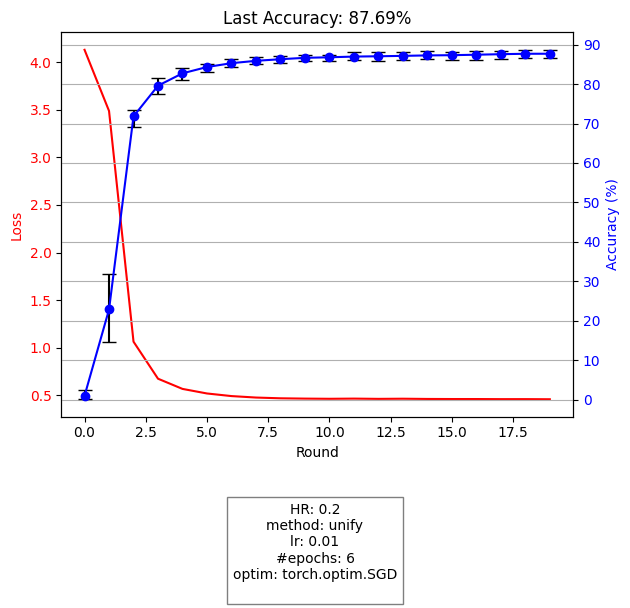 Last Accuracy: 87.69%
4.0
3.5
3.0
2.5
2.0
1.5
1.0
0.5
Loss
90
80
70
60
50
40
30
20
10
0
Accuracy (%)
0.0 2.5 5.0 7.5 10.0 12.5 15.0 17.5
Round
HR: 0.2
method: unify
lr: 0.01
#epochs: 6
optim: torch.optim.SGD